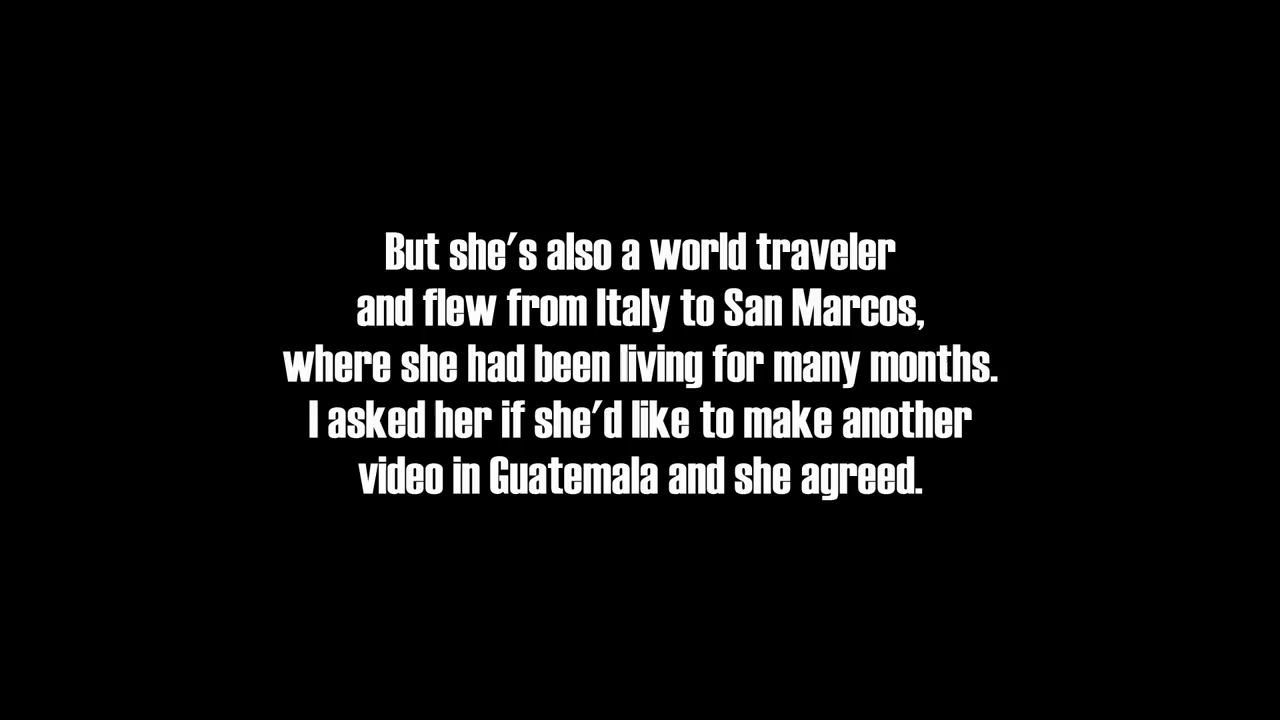 But she's also a world traveler
and flew from Italy to San Marcos,
where she had been living for many months.
I asked her if she'd like to make another
video in Guatemala and she agreed.